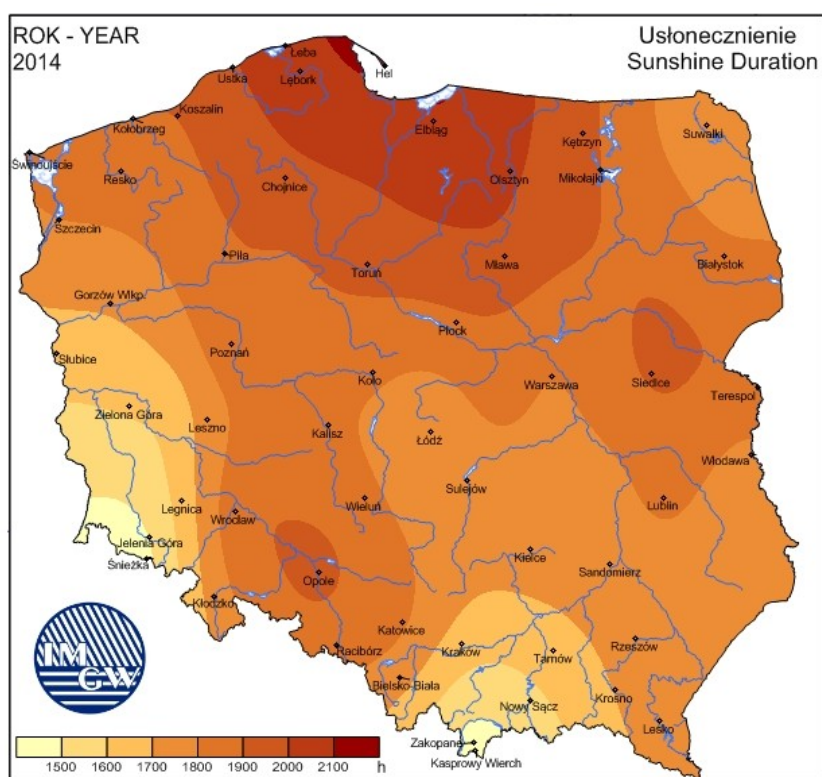 ROK - YEAR
2014
Usłonecznienie
Sunshine Duration
Łeba
Hel
Ustka
Lębork
Koszalin
Kołobrzeg
Elbląg
Suwałki
Kętrzyn
Świnoujście
Resko
Chojnice
Olsztyn
Mikołajki
Szczecin
Piła
Toruń
Mława
Białystok
Gorzów Wlkp.
Płock
Słubice
Poznań
Koło
Warszawa
Siedlce
Terespol
Zielona Góra
Leszno
Kalisz
Łódź
Włodawa
Sulejów
Legnica
Wrocław
Wieluń
Lublin
Jelenia Góra
Śnieżka
Opole
Kielce
Sandomierz
Kłodzko
Katowice
Racibórz
Kraków
Tarnów
Rzeszów
Bielsko-Biała
Nowy Sącz
Krosno
Lesko
Zakopane
Kasprowy Wierch
IM
GW
1500 1600 1700 1800 1900 2000 2100 h